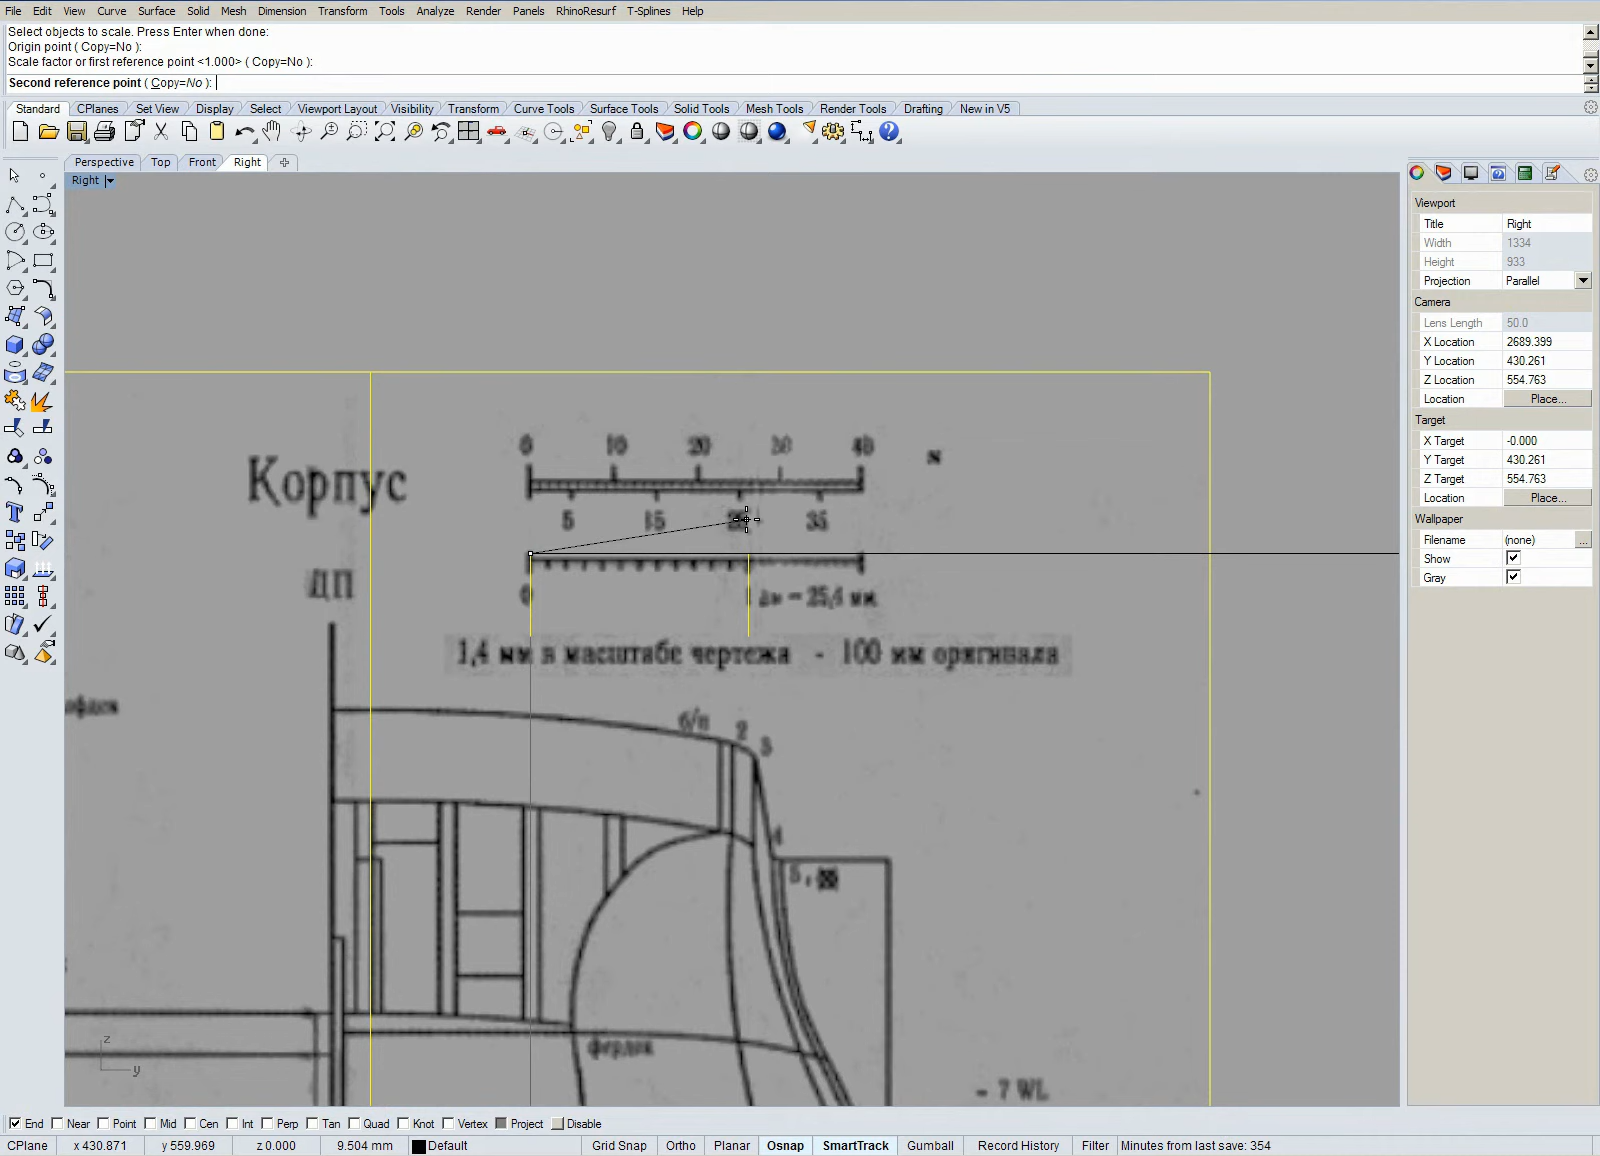 File Edit View Curve Surface Solid Mesh Dimension Transform Tools Analyze Render Panels RhinoResurf T-Splines Help
Select objects to scale. Press Enter when done:
Origin point ( Copy=No ):
Scale factor or first reference point <1.000> ( Copy=No ):
Second reference point ( Copy=No ):
Standard CPlanes Set View Display Select Viewport Layout Visibility Transform Curve Tools Surface Tools Solid Tools Mesh Tools Render Tools Drafting New in V5
Perspective Top Front Right
Right
Viewport
Title Right
Width 1334
Height 933
Projection Parallel
Camera
Lens Length 50.0
X Location 2689.399
Y Location 430.261
Z Location 554.763
Location Place...
Target
X Target -0.000
Y Target 430.261
Z Target 554.763
Location Place...
Wallpaper
Filename (none) ...
Show
Gray
0 10 20 30 40 м
Корпус
5 15 35
0 1 дм = 25,4 мм
ДП
1,4 мм в масштабе чертежа - 100 мм оригинала
б/п 2 3
4
5,
фердек
- 7 WL
z
y
End Near Point Mid Cen Int Perp Tan Quad Knot Vertex Project Disable
CPlane x 430.871 y 559.969 z 0.000 9.504 mm Default Grid Snap Ortho Planar Osnap SmartTrack Gumball Record History Filter Minutes from last save: 354